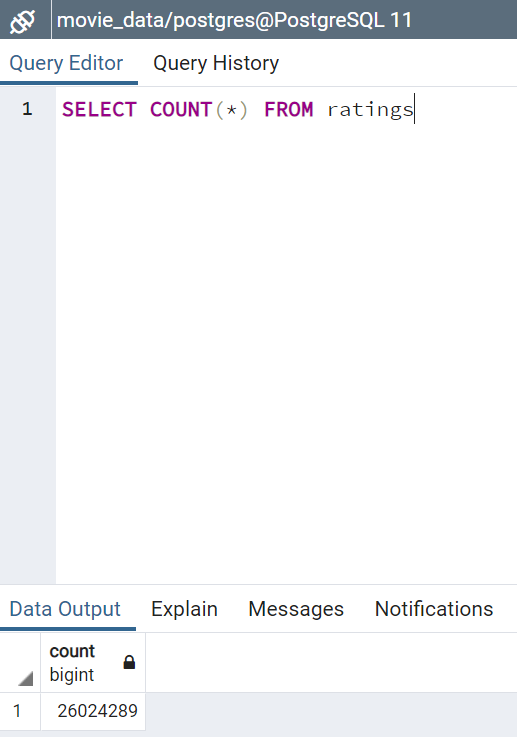 movie_data/postgres@PostgreSQL 11
Query Editor Query History
1 SELECT COUNT(*) FROM ratings
Data Output Explain Messages Notifications
count
bigint
1 26024289